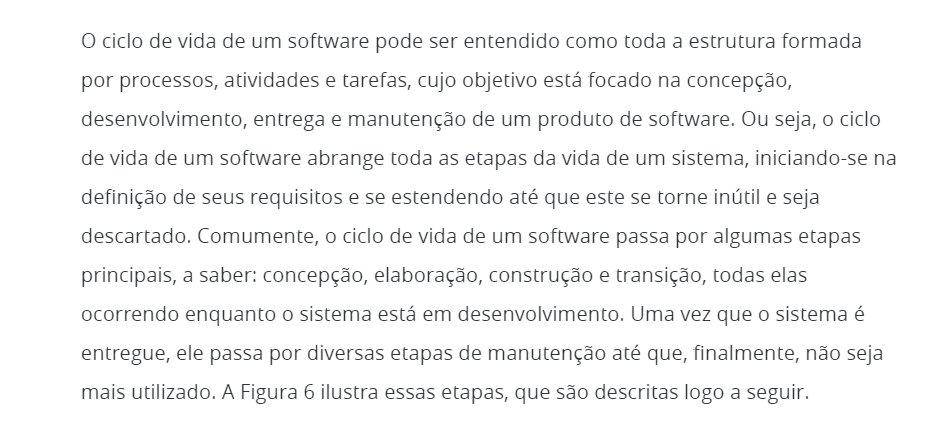 O ciclo de vida de um software pode ser entendido como toda a estrutura formada
por processos, atividades e tarefas, cujo objetivo está focado na concepção,
desenvolvimento, entrega e manutenção de um produto de software. Ou seja, o ciclo
de vida de um software abrange toda as etapas da vida de um sistema, iniciando-se na
definição de seus requisitos e se estendendo até que este se torne inútil e seja
descartado. Comumente, o ciclo de vida de um software passa por algumas etapas
principais, a saber: concepção, elaboração, construção e transição, todas elas
ocorrendo enquanto o sistema está em desenvolvimento. Uma vez que o sistema é
entregue, ele passa por diversas etapas de manutenção até que, finalmente, não seja
mais utilizado. A Figura 6 ilustra essas etapas, que são descritas logo a seguir.